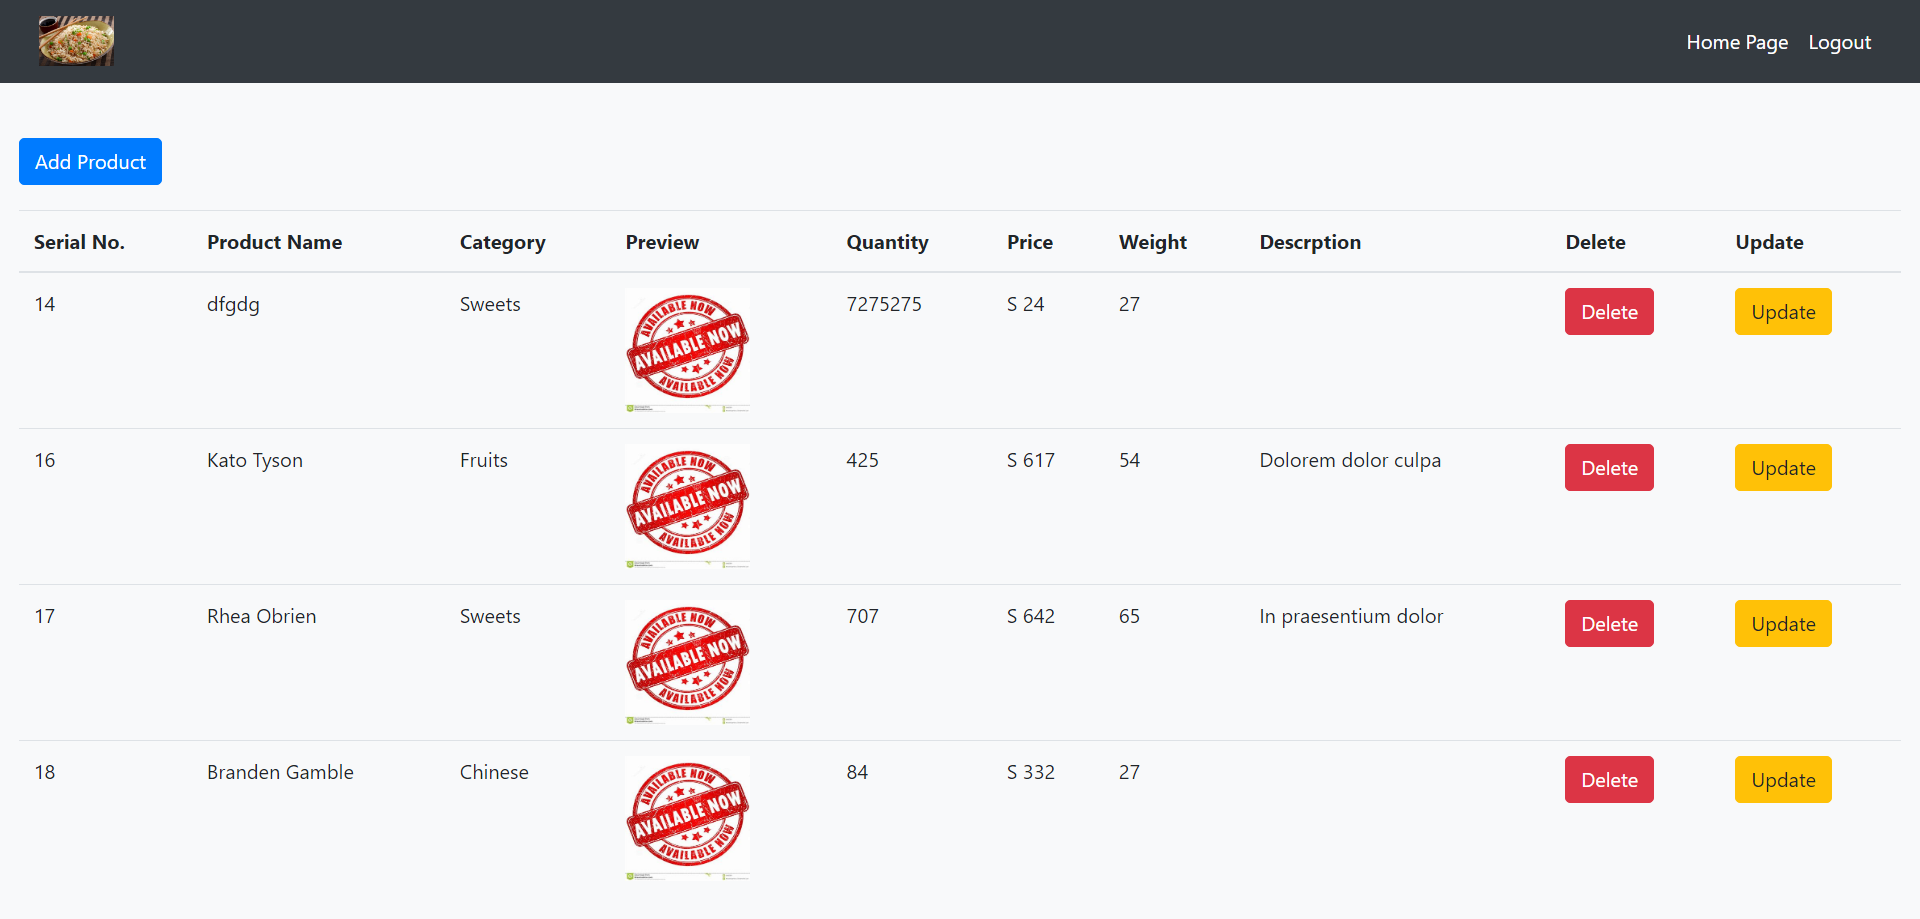 Home Page Logout
Add Product
Serial No. Product Name Category Preview Quantity Price Weight Descrption Delete Update
14 dfgdg Sweets 7275275 S 24 27 Delete Update
AVAILABLE NOW
AVAILABLE NOW
AVAILABLE NOW
16 Kato Tyson Fruits 425 S 617 54 Dolorem dolor culpa Delete Update
AVAILABLE NOW
AVAILABLE NOW
AVAILABLE NOW
17 Rhea Obrien Sweets 707 S 642 65 In praesentium dolor Delete Update
AVAILABLE NOW
AVAILABLE NOW
AVAILABLE NOW
18 Branden Gamble Chinese 84 S 332 27 Delete Update
AVAILABLE NOW
AVAILABLE NOW
AVAILABLE NOW